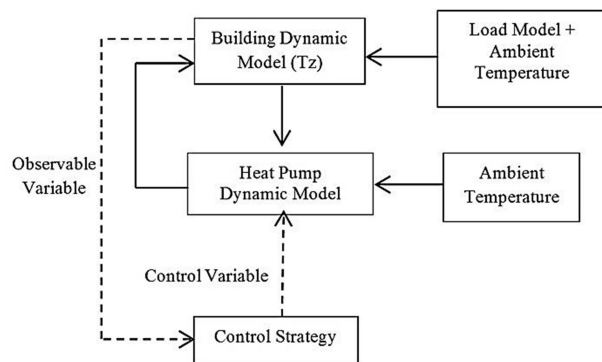 Building Dynamic
Model (Tz)
Load Model +
Ambient
Temperature
Observable
Variable
Heat Pump
Dynamic Model
Ambient
Temperature
Control Variable
Control Strategy